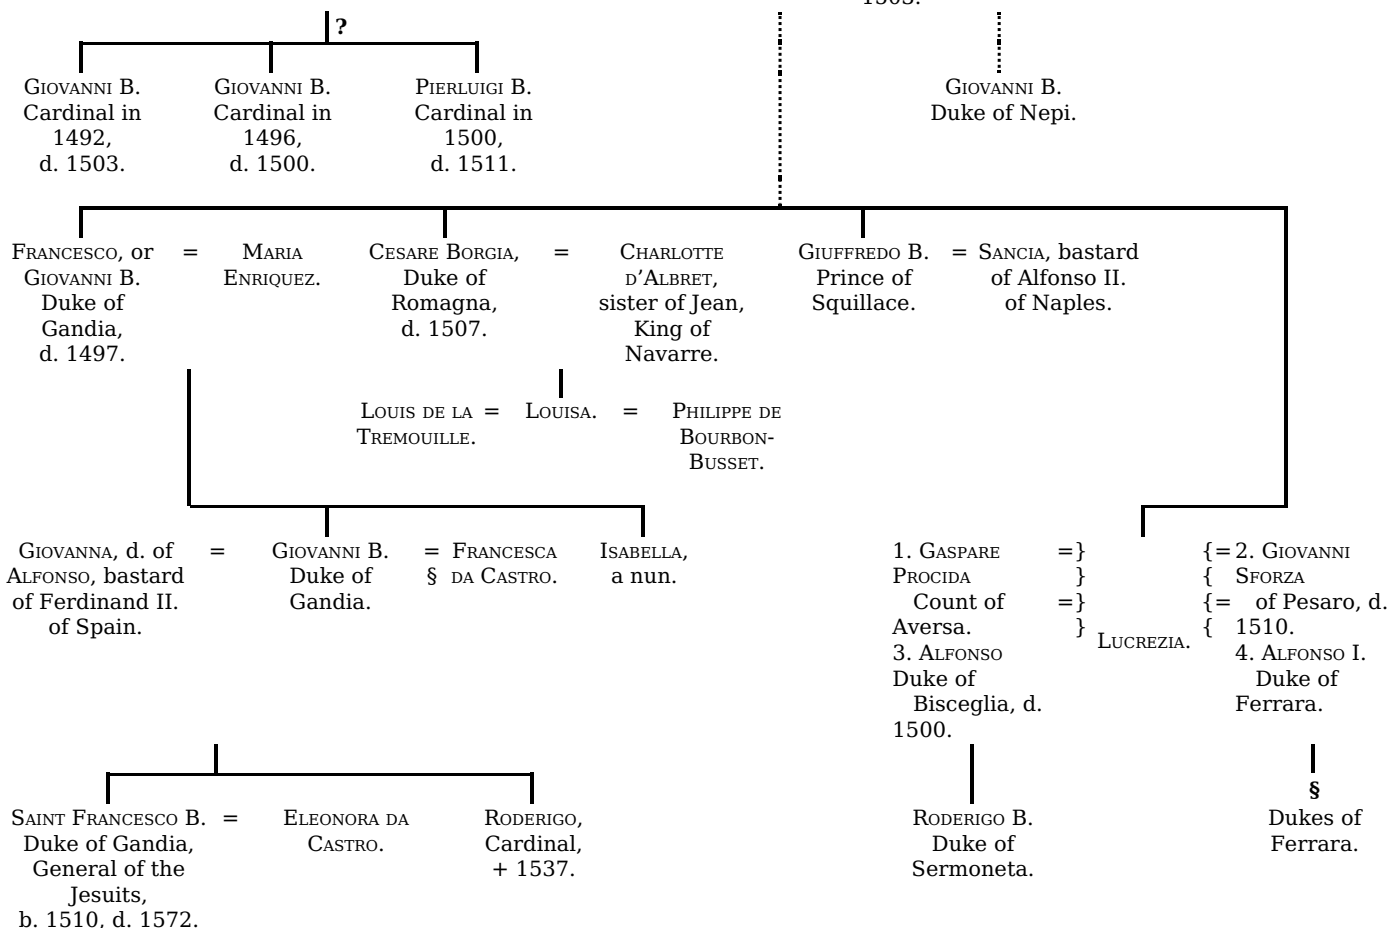 ?
GIOVANNI B.
Cardinal in
1492,
d. 1503.
GIOVANNI B.
Cardinal in
1496,
d. 1500.
PIERLUIGI B.
Cardinal in
1500,
d. 1511.
GIOVANNI B.
Duke of Nepi.
FRANCESCO, or
GIOVANNI B.
Duke of
Gandia,
d. 1497.
=
MARIA
ENRIQUEZ.
CESARE BORGIA,
Duke of
Romagna,
d. 1507.
=
CHARLOTTE
D’ALBRET,
sister of Jean,
King of
Navarre.
GIUFFREDO B.
Prince of
Squillace.
=
SANCIA, bastard
of Alfonso II.
of Naples.
LOUIS DE LA
TREMOUILLE.
=
LOUISA.
=
PHILIPPE DE
BOURBON-
BUSSET.
GIOVANNA, d. of
ALFONSO, bastard
of Ferdinand II.
of Spain.
=
GIOVANNI B.
Duke of
Gandia.
=
§
FRANCESCA
DA CASTRO.
ISABELLA,
a nun.
1. GASPARE
PROCIDA
Count of
Aversa.
3. ALFONSO
Duke of
Bisceglia, d.
1500.
=}
}
=}
}
LUCREZIA.
{=
{
{=
{
2. GIOVANNI
SFORZA
of Pesaro, d.
1510.
4. ALFONSO I.
Duke of
Ferrara.
SAINT FRANCESCO B.
Duke of Gandia,
General of the
Jesuits,
b. 1510, d. 1572.
=
ELEONORA DA
CASTRO.
RODERIGO,
Cardinal,
+ 1537.
RODERIGO B.
Duke of
Sermoneta.
§
Dukes of
Ferrara.